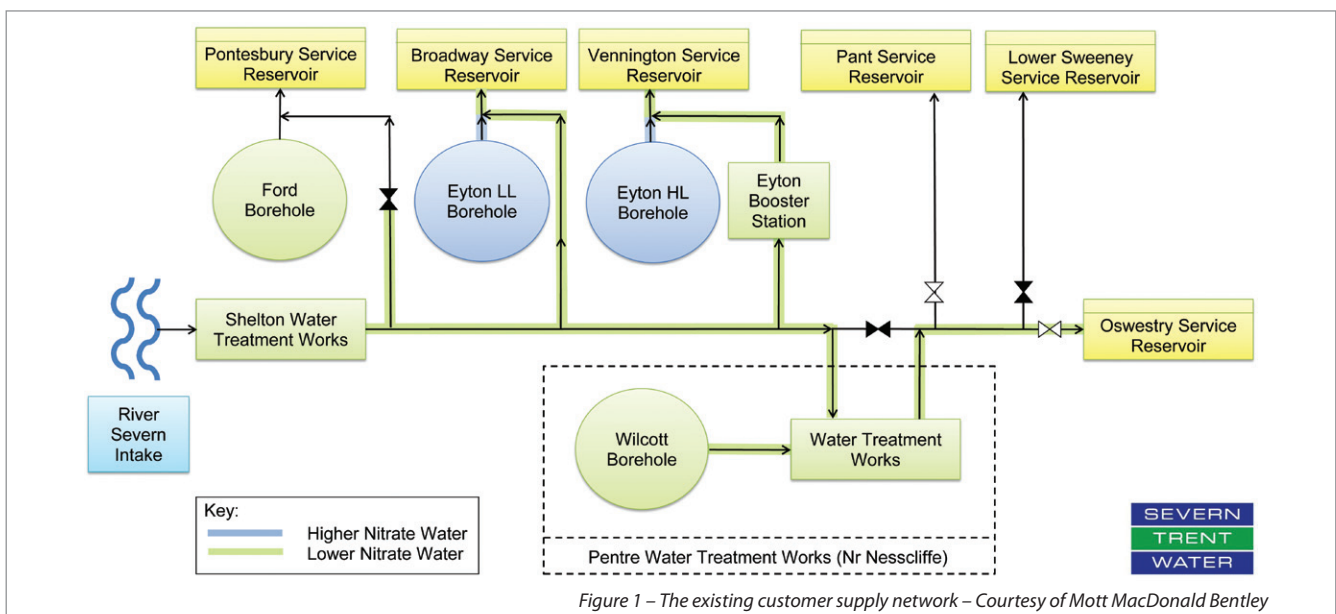 Pontesbury Service
Reservoir
Broadway Service
Reservoir
Vennington Service
Reservoir
Pant Service
Reservoir
Lower Sweeney
Service Reservoir
Ford
Borehole
Eyton LL
Borehole
Eyton HL
Borehole
Eyton
Booster
Station
Shelton Water
Treatment Works
Oswestry Service
Reservoir
River
Severn
Intake
Wilcott
Borehole
Water Treatment
Works
Key:
Higher Nitrate Water
Lower Nitrate Water
Pentre Water Treatment Works (Nr Nesscliffe)
SEVERN
TRENT
WATER
Figure 1 – The existing customer supply network – Courtesy of Mott MacDonald Bentley